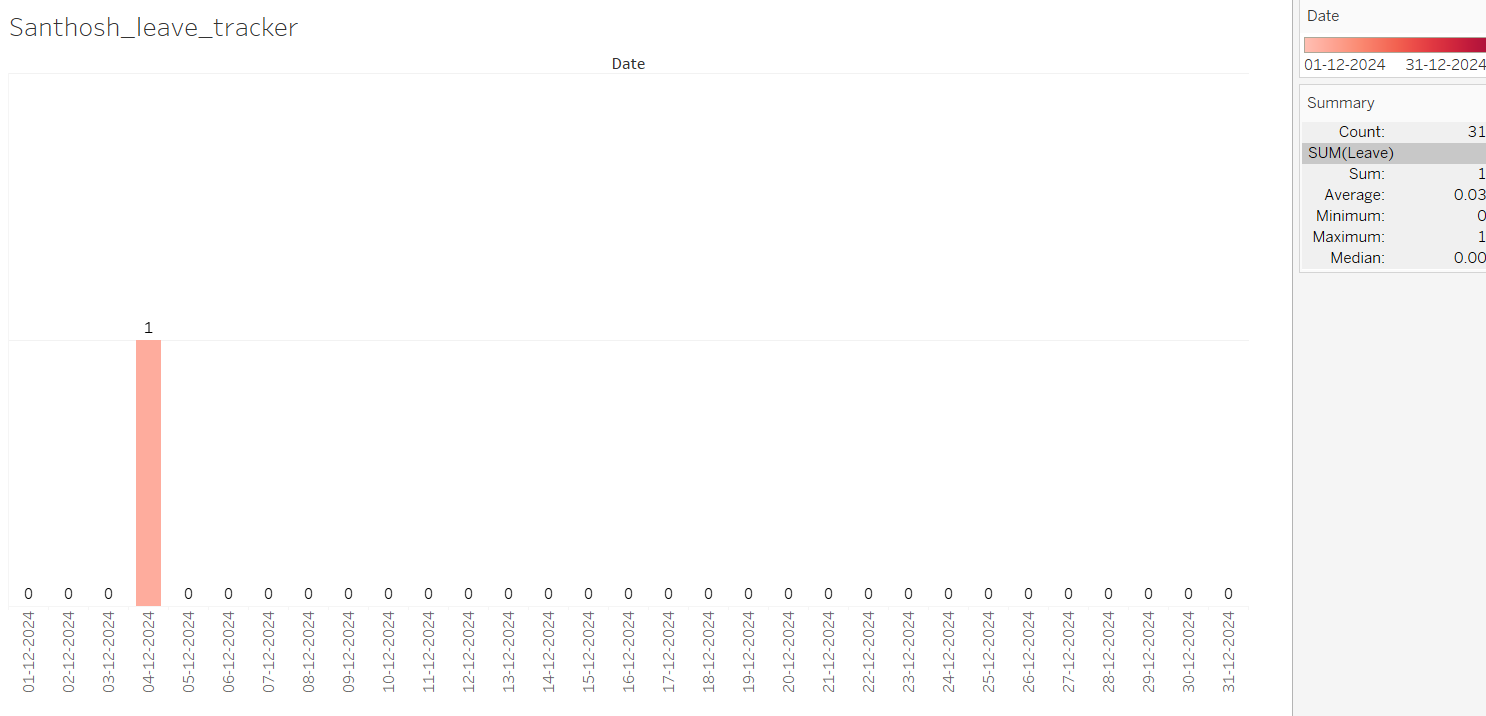 Santhosh_leave_tracker
Date
1
0 0 0 0 0 0 0 0 0 0 0 0 0 0 0 0 0 0 0 0 0 0 0 0 0 0 0 0 0 0
01-12-2024
02-12-2024
03-12-2024
04-12-2024
05-12-2024
06-12-2024
07-12-2024
08-12-2024
09-12-2024
10-12-2024
11-12-2024
12-12-2024
13-12-2024
14-12-2024
15-12-2024
16-12-2024
17-12-2024
18-12-2024
19-12-2024
20-12-2024
21-12-2024
22-12-2024
23-12-2024
24-12-2024
25-12-2024
26-12-2024
27-12-2024
28-12-2024
29-12-2024
30-12-2024
31-12-2024
Date
01-12-2024 31-12-2024
Summary
Count: 31
SUM(Leave)
Sum: 1
Average: 0.03
Minimum: 0
Maximum: 1
Median: 0.00